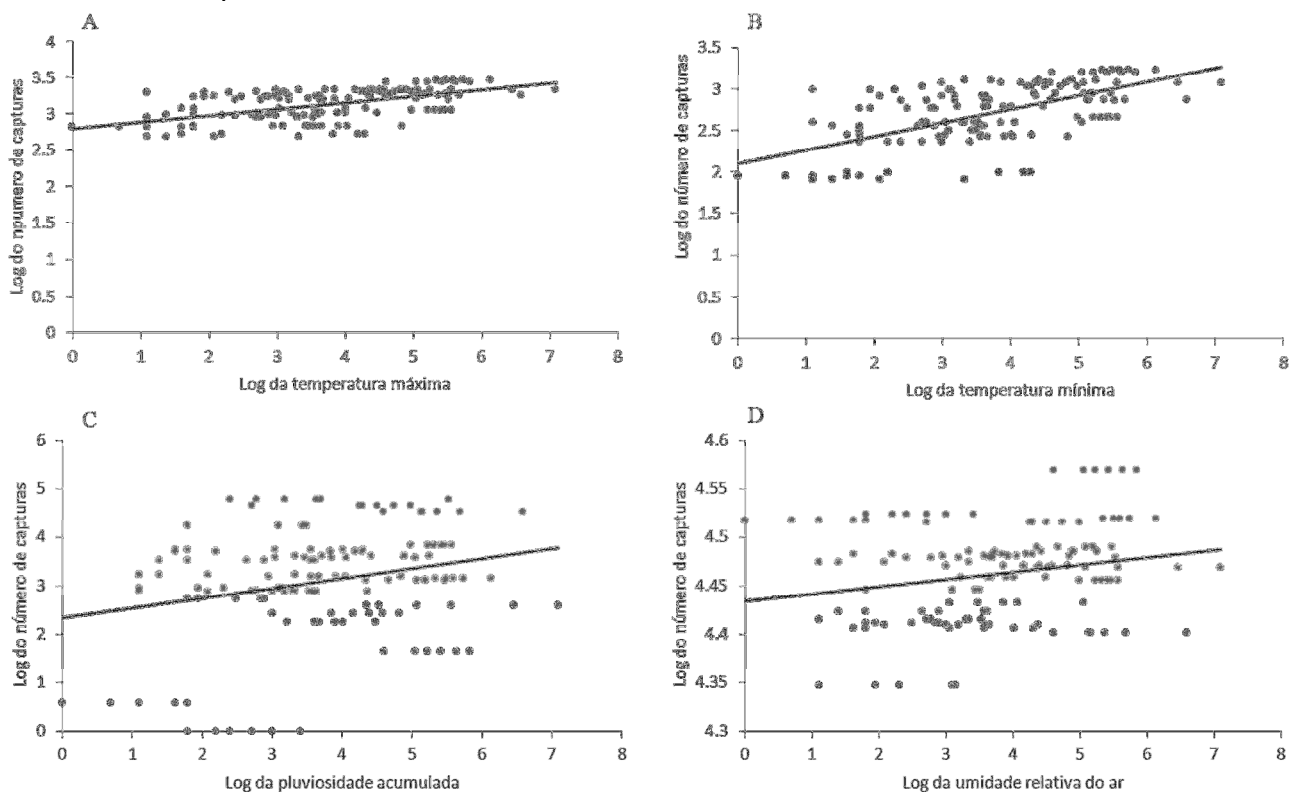 A
4
3.5
3
2.5
2
1.5
1
0.5
0
0 1 2 3 4 5 6 7 8
Log do npumero de capturas
Log da temperatura máxima
B
3.5
3
2.5
2
1.5
1
0.5
0
0 1 2 3 4 5 6 7 8
Log do número de capturas
Log da temperatura mínima
C
6
5
4
3
2
1
0
0 1 2 3 4 5 6 7 8
Log do número de capturas
Log da pluviosidade acumulada
D
4.6
4.55
4.5
4.45
4.4
4.35
4.3
0 1 2 3 4 5 6 7 8
Log do número de capturas
Log da umidade relativa do ar